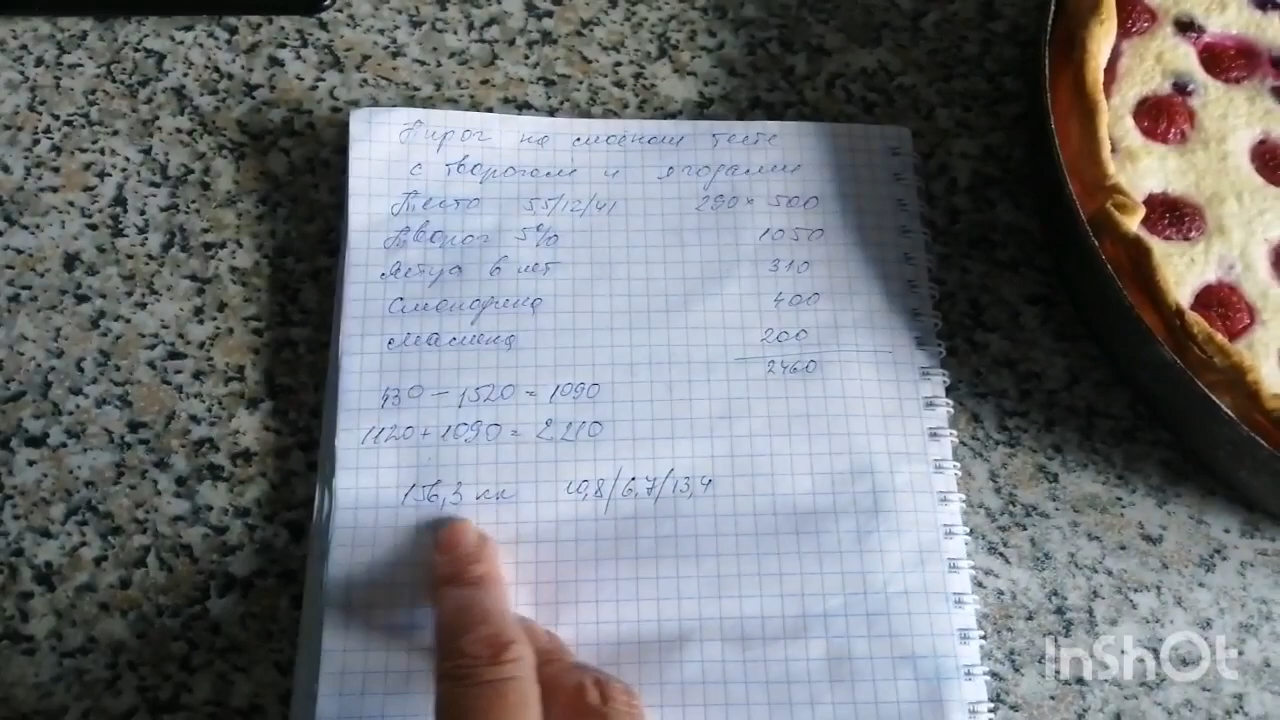 Пирог на слоеном тесте
с творогом и ягодами
Тесто 5,5/12/41 290 × 500
Творог 5% 1050
Яйца 6 шт 310
Смородина 400
Малина 200
2460
430 - 1520 = 1090
1120 + 1090 = 2210
156,3 кк 10,8/6,7/13,4
InShOt